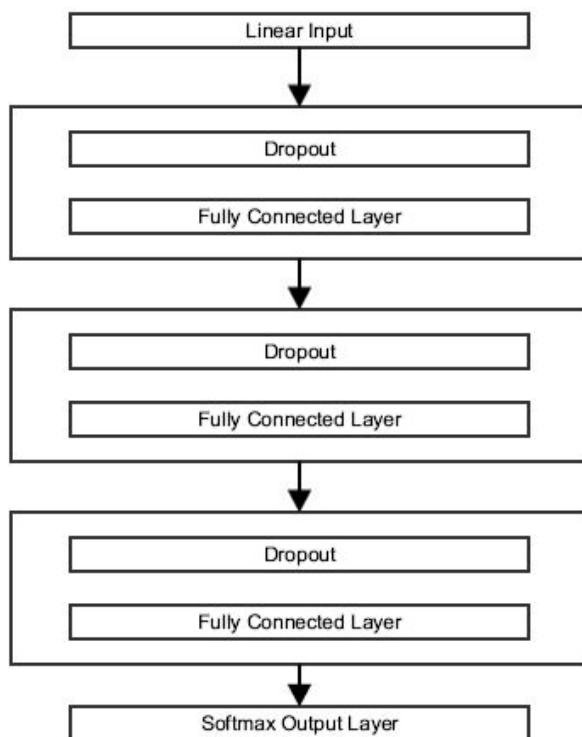 Linear Input
Dropout
Fully Connected Layer
Dropout
Fully Connected Layer
Dropout
Fully Connected Layer
Softmax Output Layer